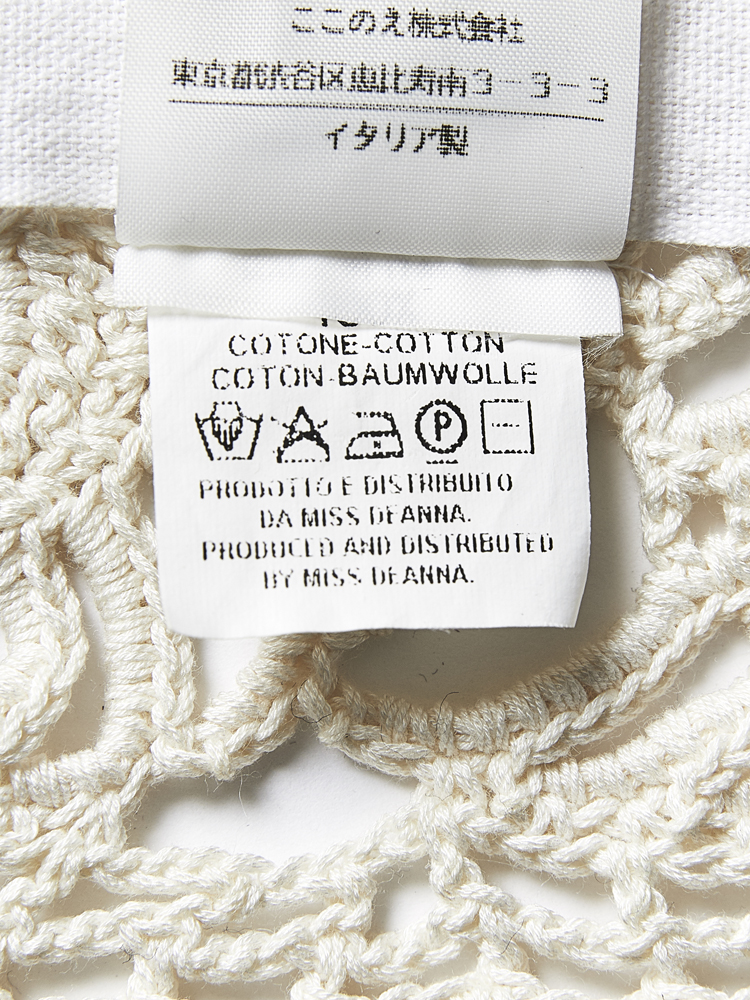 ここのえ株式会社
東京都渋谷区恵比寿南3-3-3
イタリア製
COTONE-COTTON
COTON-BAUMWOLLE
P
PRODOTTO E DISTRIBUITO
DA MISS DEANNA.
PRODUCED AND DISTRIBUTED
BY MISS DEANNA.